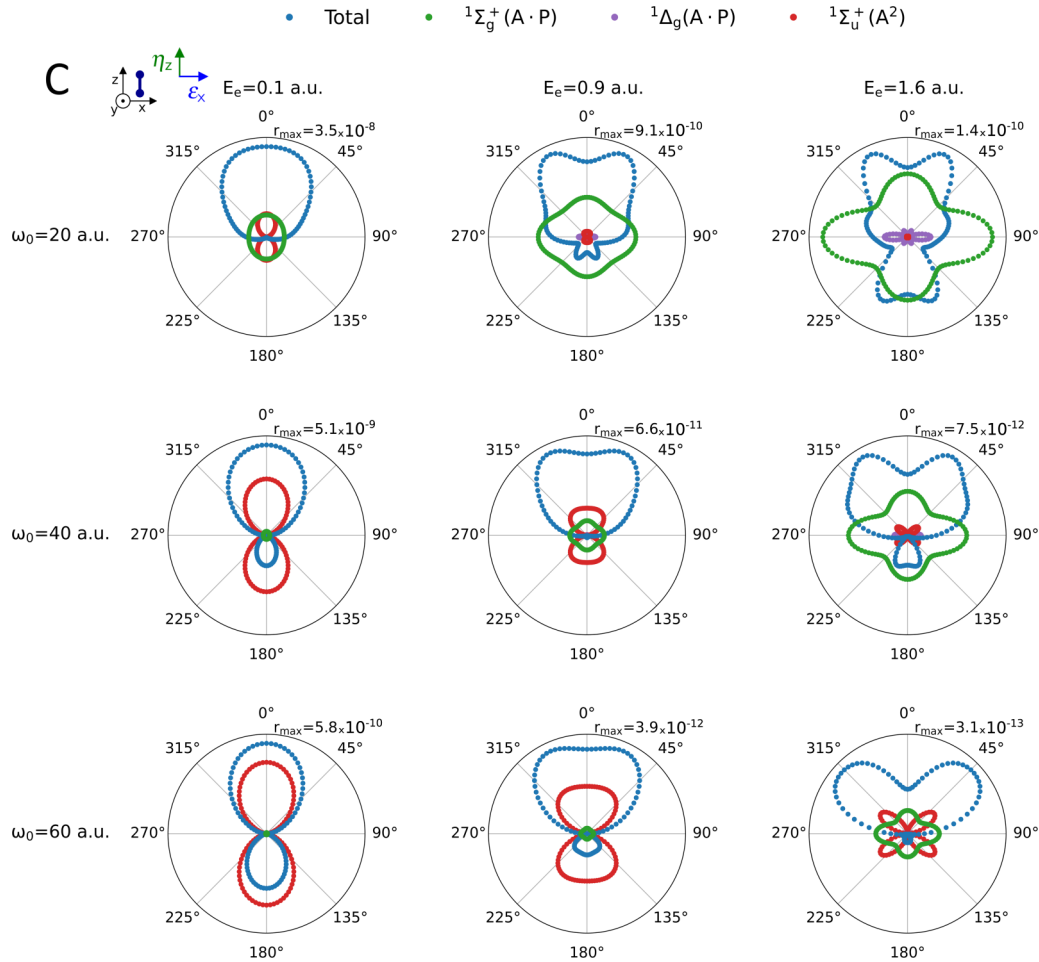 Total ¹Σg⁺(A · P) ¹Δg(A · P) ¹Σu⁺(A²)
C
z
y
x
ηz
εx
Eₑ=0.1 a.u. Eₑ=0.9 a.u. Eₑ=1.6 a.u.
ω₀=20 a.u.
0° rmax=3.5x10⁻⁸
315° 45°
270° 90°
225° 135°
180°
0° rmax=9.1x10⁻¹⁰
315° 45°
270° 90°
225° 135°
180°
0° rmax=1.4x10⁻¹⁰
315° 45°
270° 90°
225° 135°
180°
ω₀=40 a.u.
0° rmax=5.1x10⁻⁹
315° 45°
270° 90°
225° 135°
180°
0° rmax=6.6x10⁻¹¹
315° 45°
270° 90°
225° 135°
180°
0° rmax=7.5x10⁻¹²
315° 45°
270° 90°
225° 135°
180°
ω₀=60 a.u.
0° rmax=5.8x10⁻¹⁰
315° 45°
270° 90°
225° 135°
180°
0° rmax=3.9x10⁻¹²
315° 45°
270° 90°
225° 135°
180°
0° rmax=3.1x10⁻¹³
315° 45°
270° 90°
225° 135°
180°